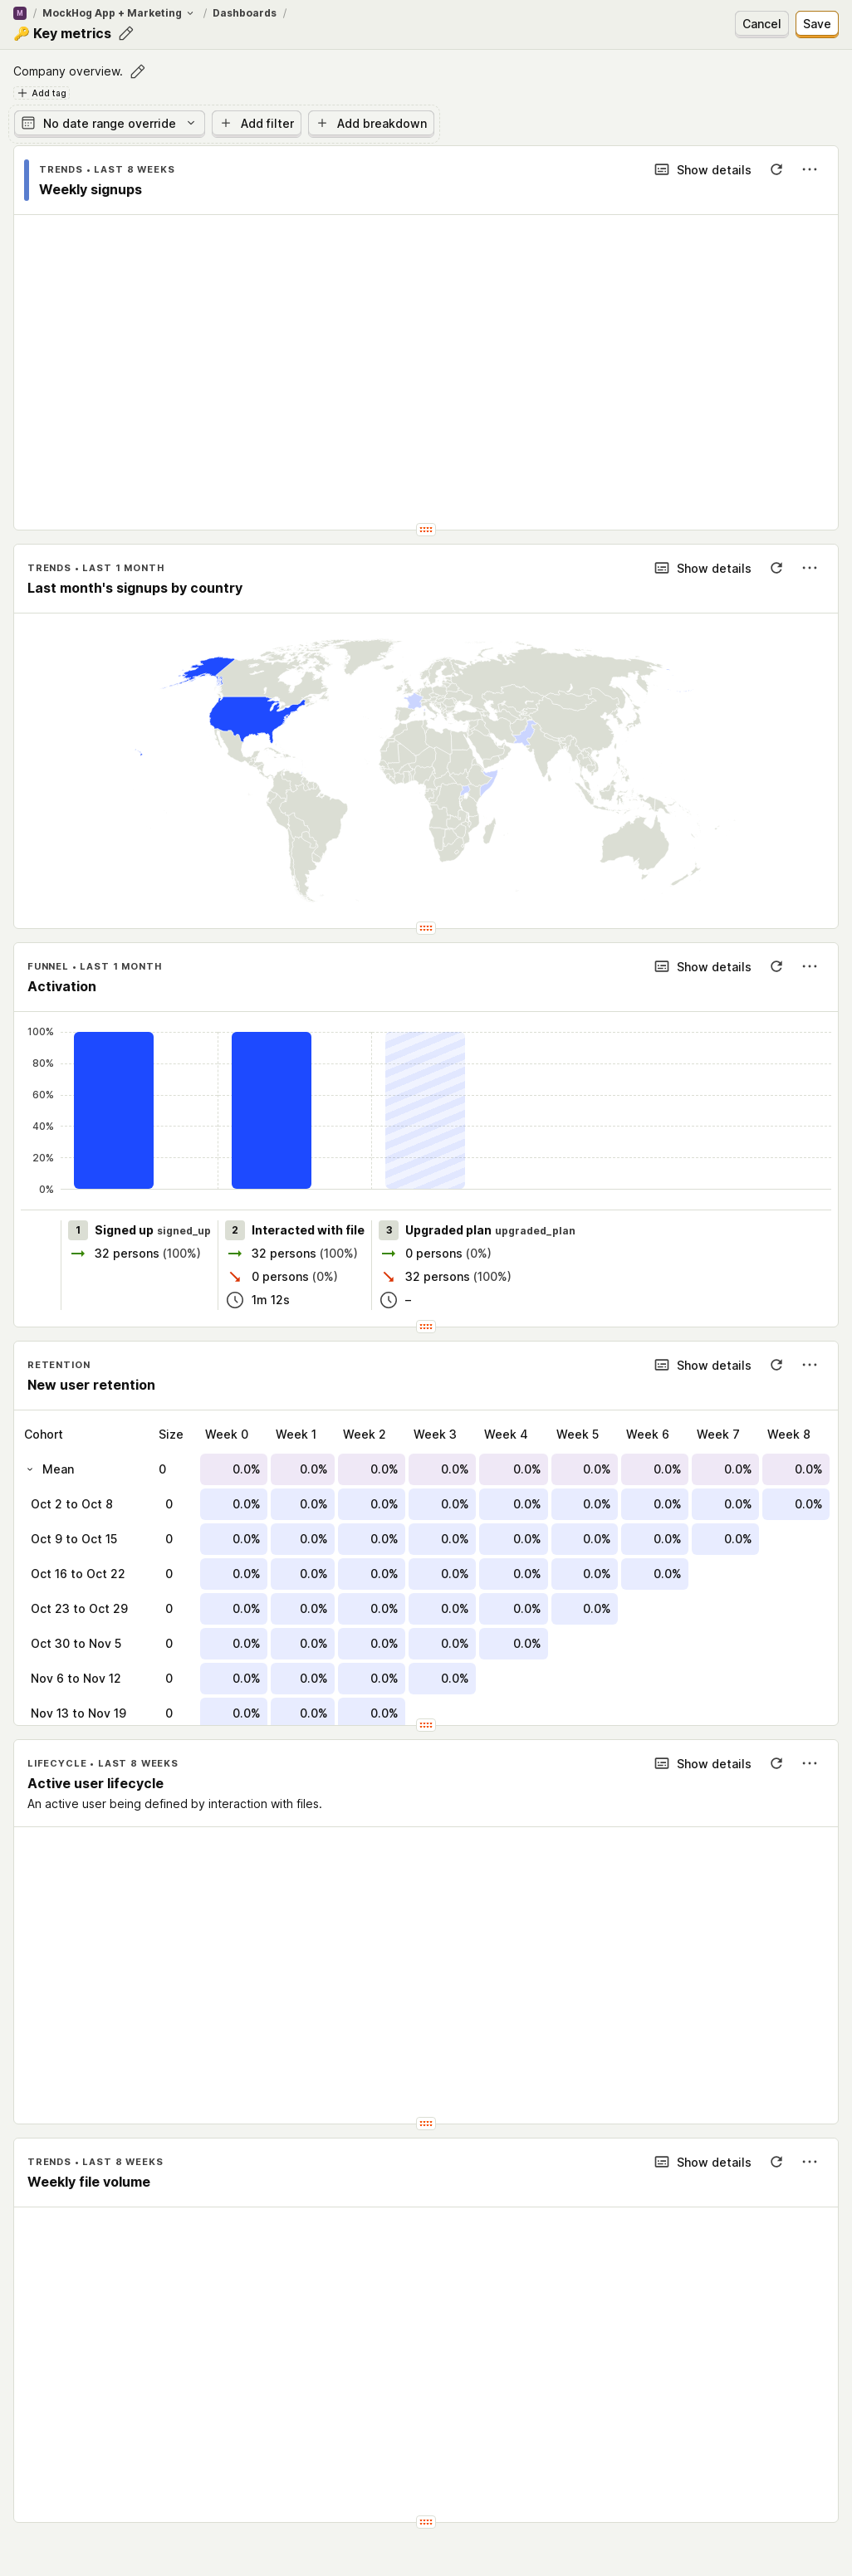 M / MockHog App + Marketing / Dashboards /
🔑 Key metrics
Cancel
Save
Company overview.
Add tag
No date range override
Add filter
Add breakdown
TRENDS • LAST 8 WEEKS
Show details
Weekly signups
TRENDS • LAST 1 MONTH
Show details
Last month's signups by country
FUNNEL • LAST 1 MONTH
Show details
Activation
100%
80%
60%
40%
20%
0%
1 Signed up signed_up
32 persons (100%)
2 Interacted with file
32 persons (100%)
0 persons (0%)
1m 12s
3 Upgraded plan upgraded_plan
0 persons (0%)
32 persons (100%)
–
RETENTION
Show details
New user retention
Cohort Size Week 0 Week 1 Week 2 Week 3 Week 4 Week 5 Week 6 Week 7 Week 8
Mean 0 0.0% 0.0% 0.0% 0.0% 0.0% 0.0% 0.0% 0.0% 0.0%
Oct 2 to Oct 8 0 0.0% 0.0% 0.0% 0.0% 0.0% 0.0% 0.0% 0.0% 0.0%
Oct 9 to Oct 15 0 0.0% 0.0% 0.0% 0.0% 0.0% 0.0% 0.0% 0.0%
Oct 16 to Oct 22 0 0.0% 0.0% 0.0% 0.0% 0.0% 0.0% 0.0%
Oct 23 to Oct 29 0 0.0% 0.0% 0.0% 0.0% 0.0% 0.0%
Oct 30 to Nov 5 0 0.0% 0.0% 0.0% 0.0% 0.0%
Nov 6 to Nov 12 0 0.0% 0.0% 0.0% 0.0%
Nov 13 to Nov 19 0 0.0% 0.0% 0.0%
LIFECYCLE • LAST 8 WEEKS
Show details
Active user lifecycle
An active user being defined by interaction with files.
TRENDS • LAST 8 WEEKS
Show details
Weekly file volume